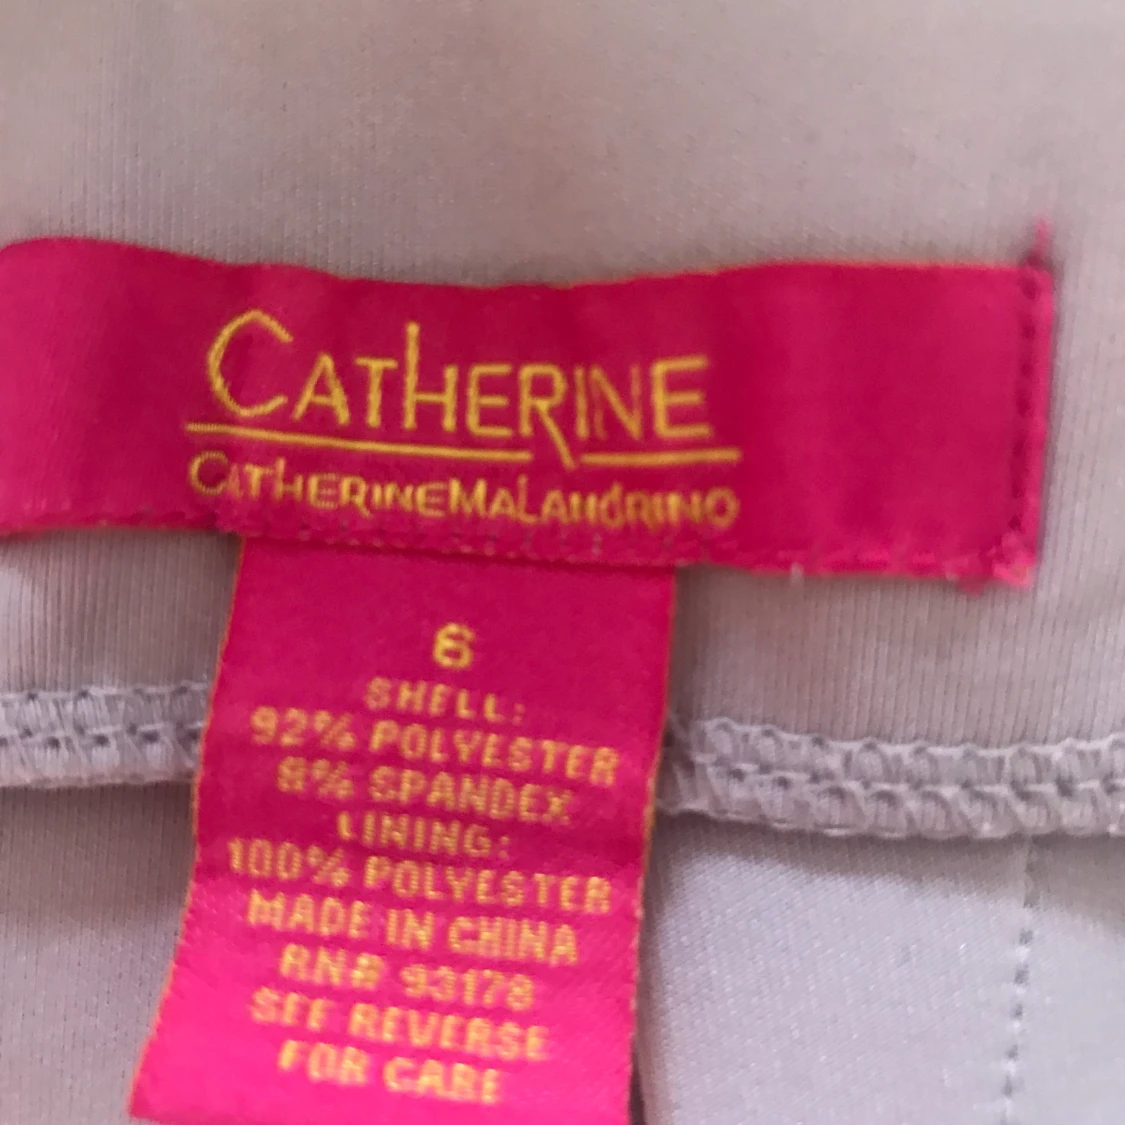 CATHERINE
CATHERINEMALANDRINO
6
SHELL:
92% POLYESTER
8% SPANDEX
LINING:
100% POLYESTER
MADE IN CHINA
RN# 93178
SEE REVERSE
FOR CARE